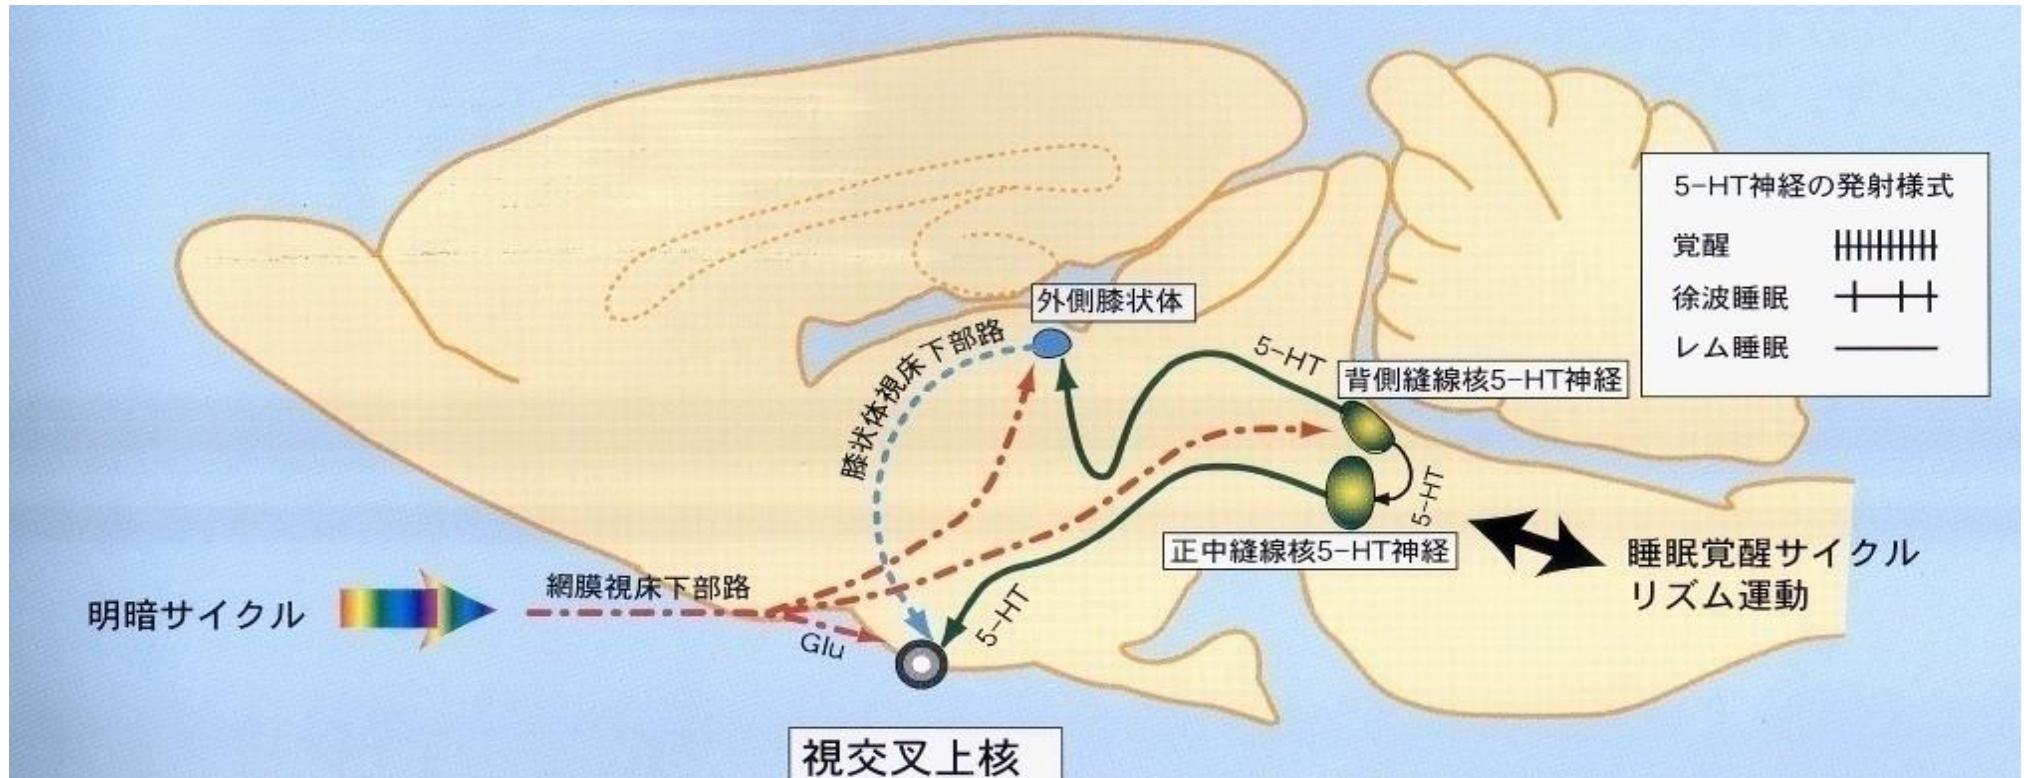 5-HT神経の発射様式
覚醒
徐波睡眠
レム睡眠
外側膝状体
膝状体視床下部路
5-HT
背側縫線核5-HT神経
5-HT
正中縫線核5-HT神経
睡眠覚醒サイクル
リズム運動
明暗サイクル
網膜視床下部路
Glu
5-HT
視交叉上核